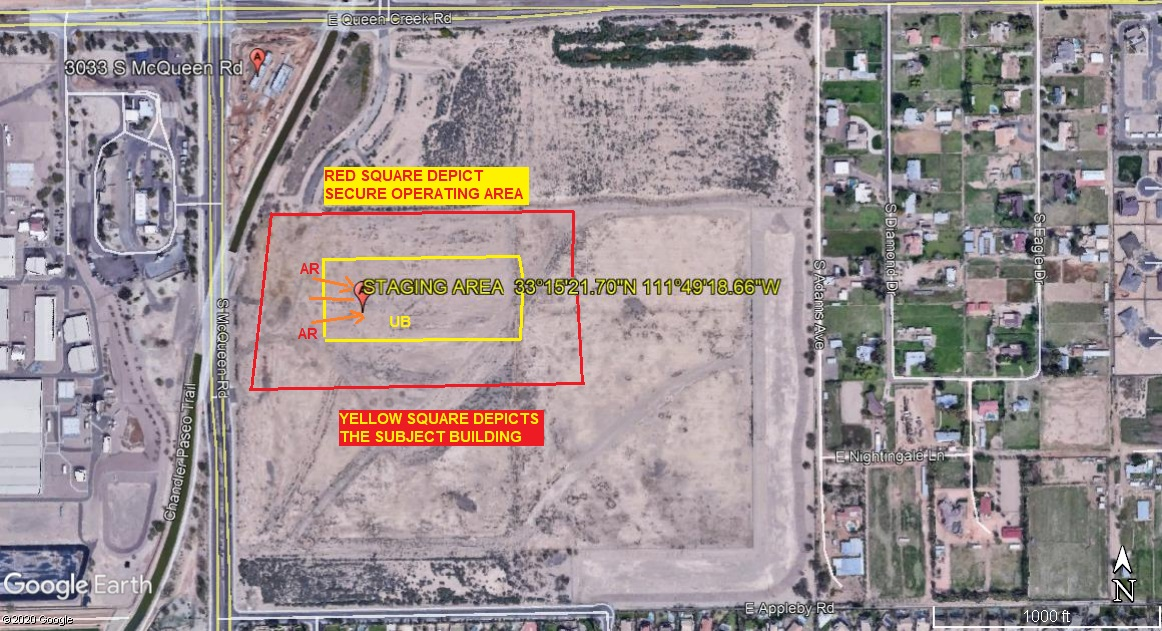 E Queen Creek Rd
3033 S McQueen Rd
A
RED SQUARE DEPICT
SECURE OPERATING AREA
AR
STAGING AREA 33°15'21.70"N 111°49'18.66"W
UB
AR
YELLOW SQUARE DEPICTS
THE SUBJECT BUILDING
S McQueen Rd
Chandler Paseo Trail
S Adams Ave
S Diamond Dr
S Eagle Dr
E Nightingale Ln
E Appleby Rd
Google Earth
©2020 Google
N
1000 ft